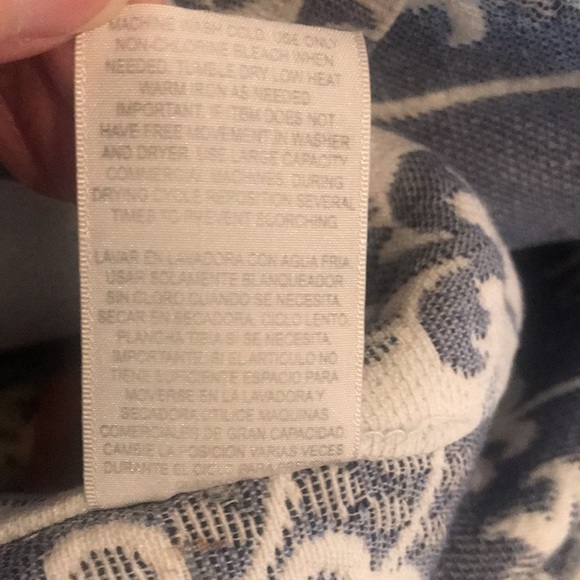 MACHINE WASH COLD. USE ONLY
NON-CHLORINE BLEACH WHEN
NEEDED. TUMBLE DRY LOW HEAT
WARM IRON AS NEEDED
IMPORTANT: IF ITEM DOES NOT
HAVE FREE MOVEMENT IN WASHER
AND DRYER, USE LARGE CAPACITY
COMMERCIAL MACHINES. DURING
DRYING CYCLE REPOSITION SEVERAL
TIMES TO PREVENT SCORCHING.
LAVAR EN LAVADORA CON AGUA FRIA
USAR SOLAMENTE BLANQUEADOR
SIN CLORO CUANDO SE NECESITA
SECAR EN SECADORA, CICLO LENTO,
PLANCHA TIBIA SI SE NECESITA
IMPORTANTE: SI EL ARTICULO NO
TIENE SUFICIENTE ESPACIO PARA
MOVERSE EN LA LAVADORA Y
SECADORA UTILICE MAQUINAS
COMERCIALES DE GRAN CAPACIDAD
CAMBIE LA POSICION VARIAS VECES
DURANTE EL CICLO PARA